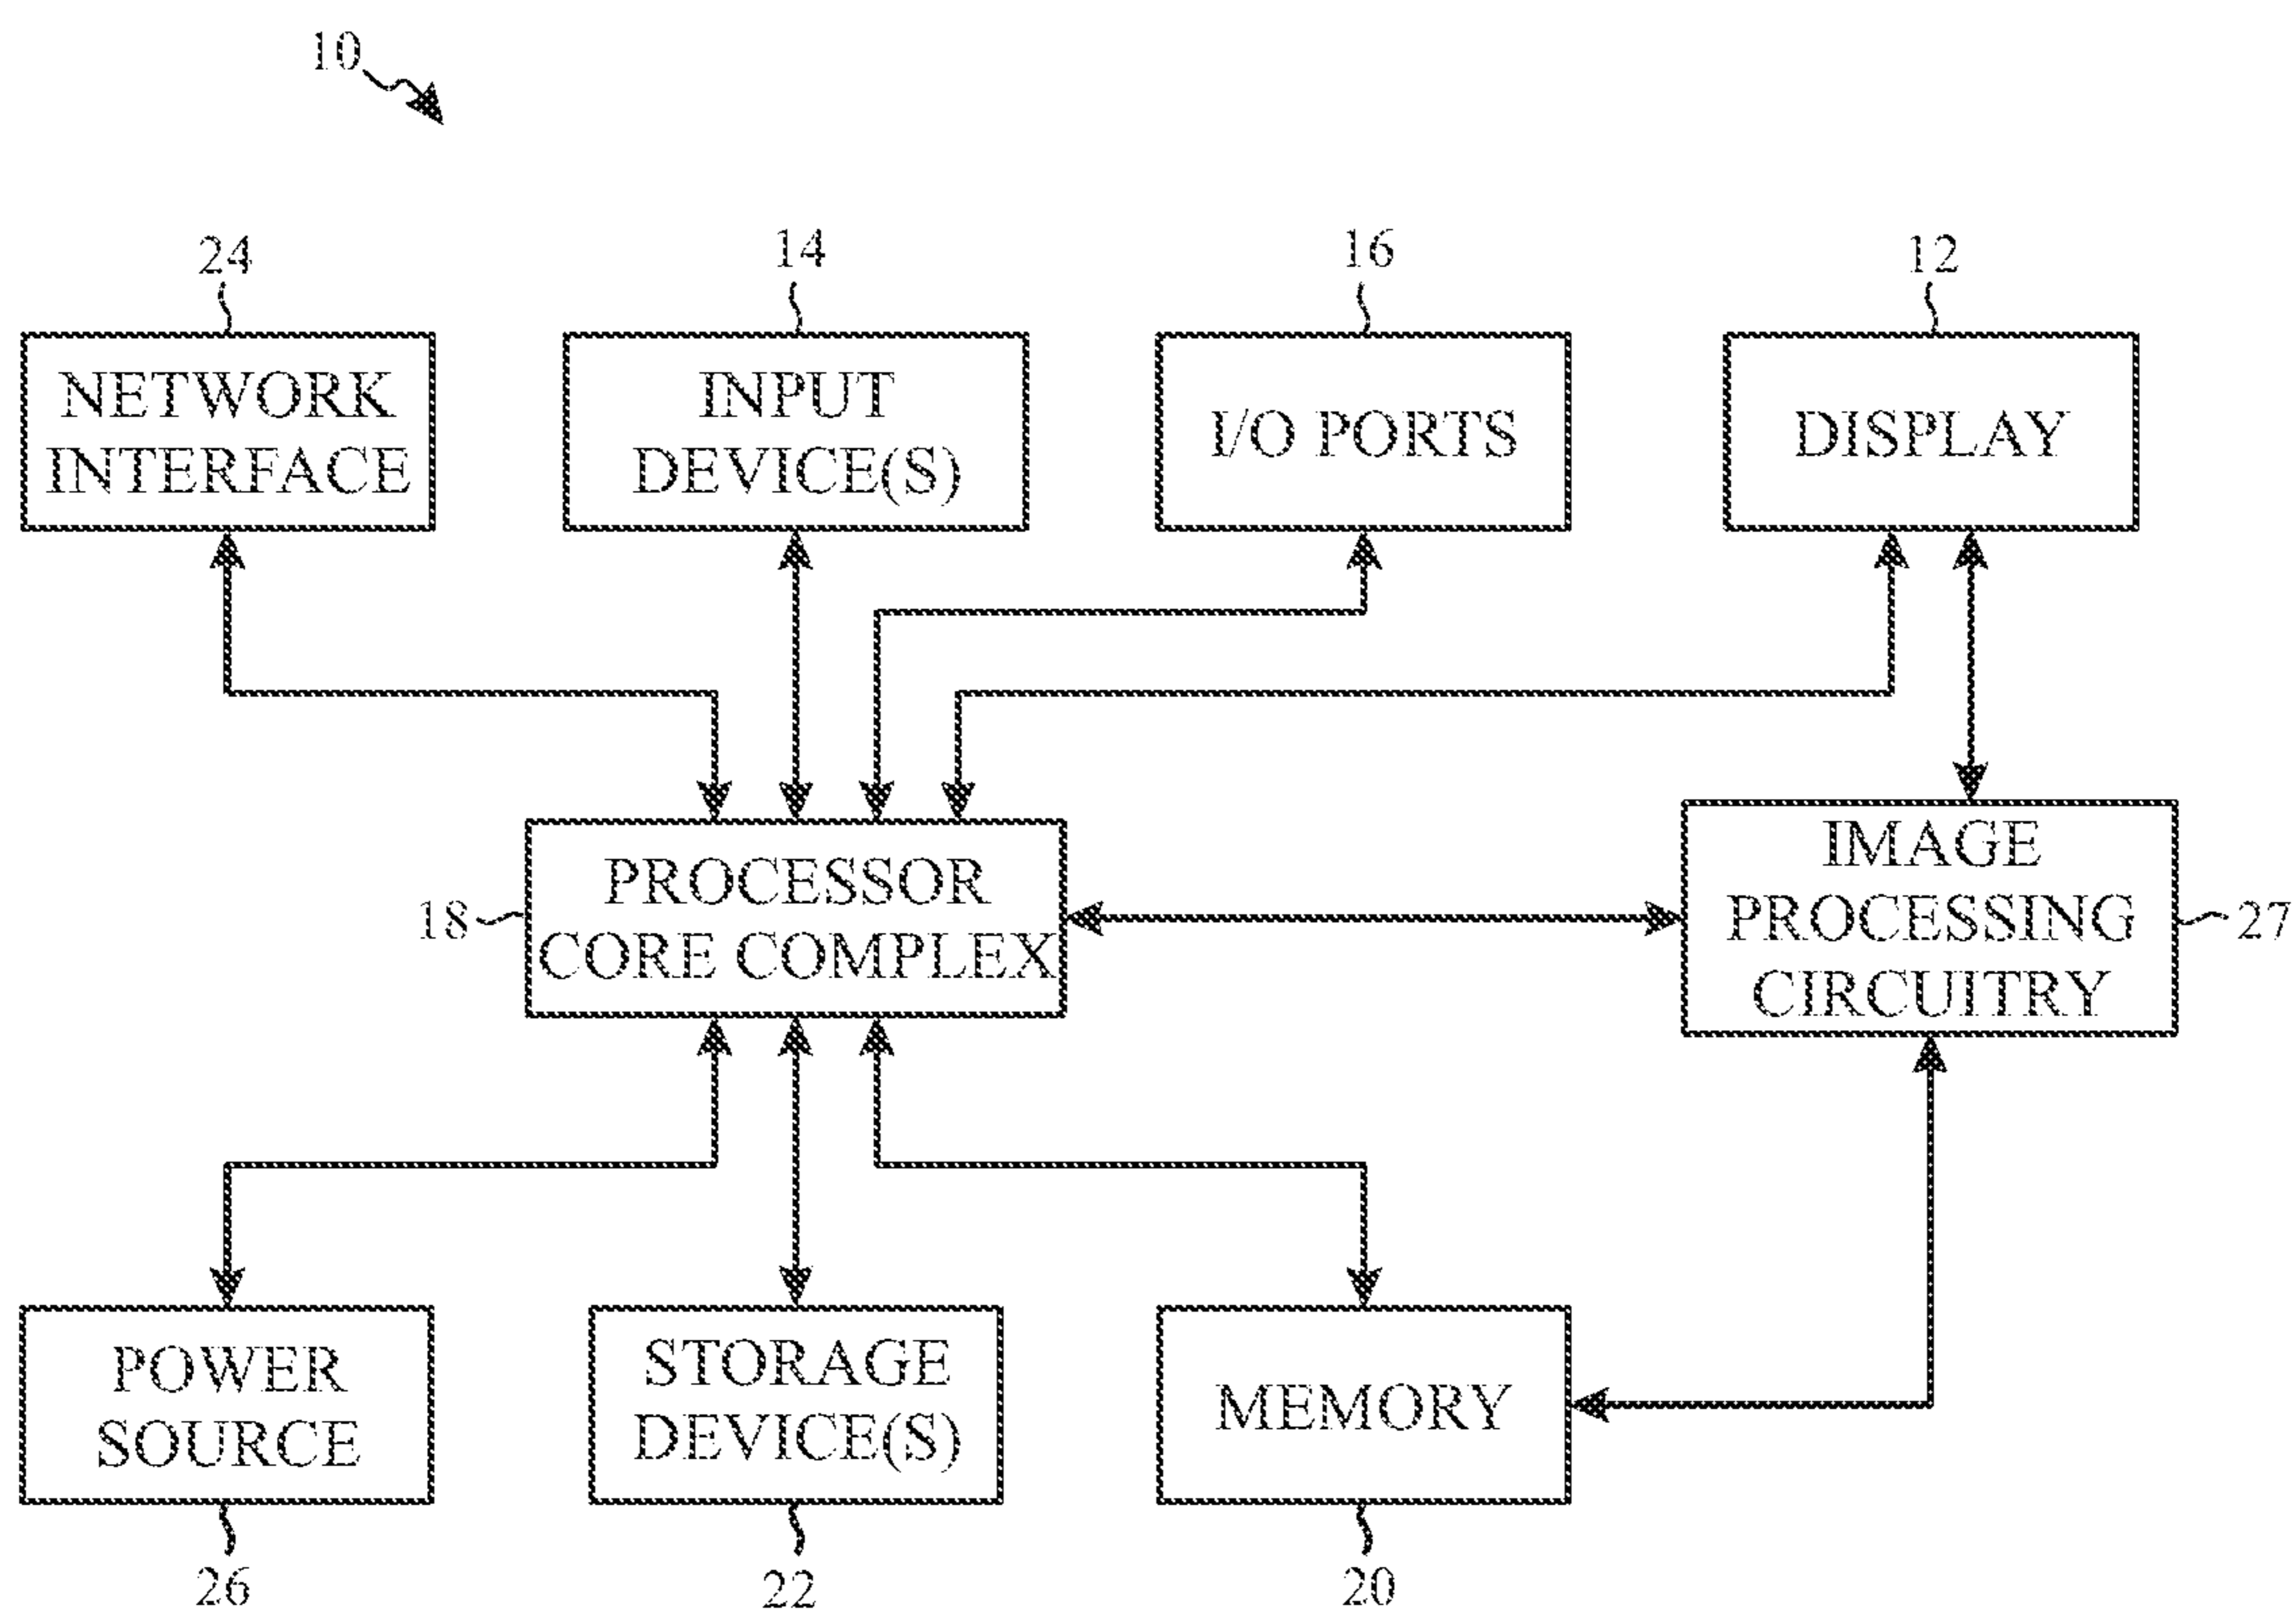 10
24
14
16
12
NETWORK
INTERFACE
INPUT
DEVICE(S)
I/O PORTS
DISPLAY
18
PROCESSOR
CORE COMPLEX
IMAGE
PROCESSING
CIRCUITRY
27
POWER
SOURCE
STORAGE
DEVICE(S)
MEMORY
26
22
20